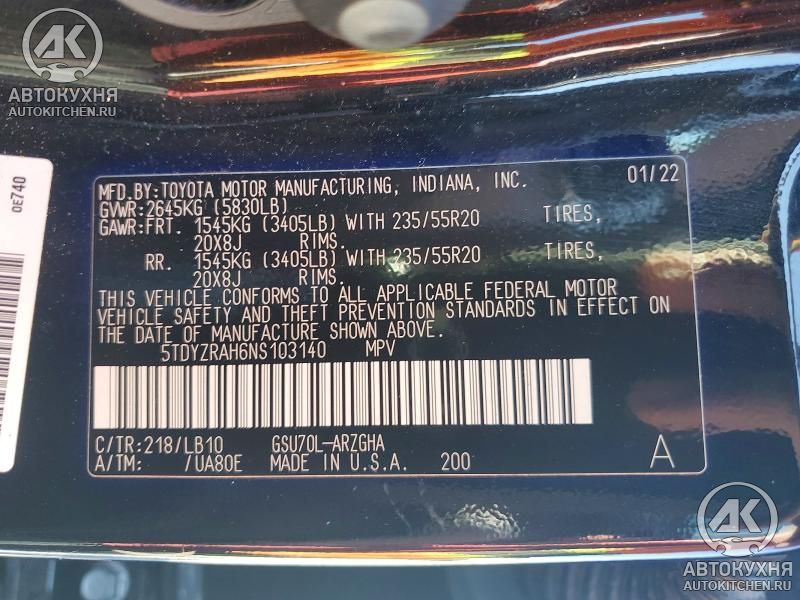 АК
АВТОКУХНЯ
AUTOKITCHEN.RU
0E740
MFD.BY:TOYOTA MOTOR MANUFACTURING, INDIANA, INC. 01/22
GVWR:2645KG (5830LB)
GAWR:FRT. 1545KG (3405LB) WITH 235/55R20 TIRES,
20X8J RIMS.
RR. 1545KG (3405LB) WITH 235/55R20 TIRES,
20X8J RIMS.
THIS VEHICLE CONFORMS TO ALL APPLICABLE FEDERAL MOTOR
VEHICLE SAFETY AND THEFT PREVENTION STANDARDS IN EFFECT ON
THE DATE OF MANUFACTURE SHOWN ABOVE.
5TDYZRAH6NS103140 MPV
C/TR:218/LB10 GSU70L-ARZGHA
A/TM: /UA80E MADE IN U.S.A. 200 A
АК
АВТОКУХНЯ
AUTOKITCHEN.RU